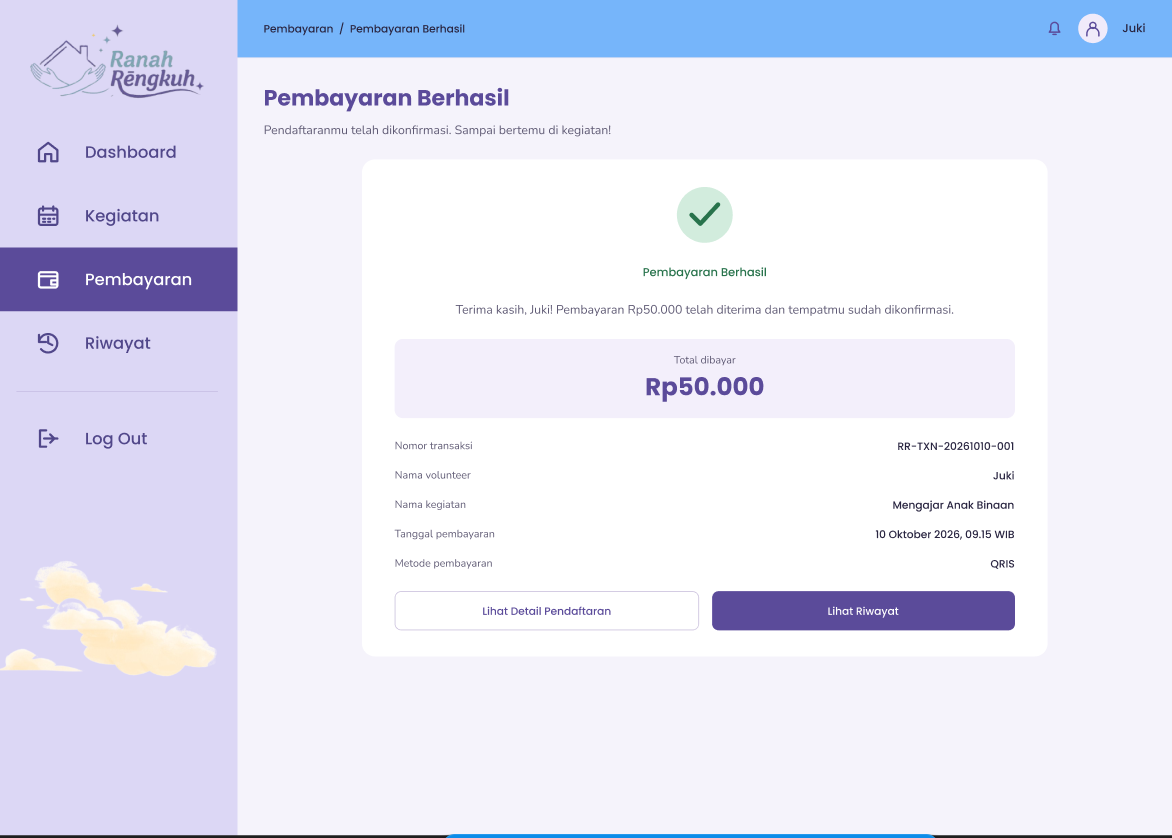 Ranah
Rēngkuh
Dashboard
Kegiatan
Pembayaran
Riwayat
Log Out
Pembayaran / Pembayaran Berhasil
Juki
Pembayaran Berhasil
Pendaftaranmu telah dikonfirmasi. Sampai bertemu di kegiatan!
Pembayaran Berhasil
Terima kasih, Juki! Pembayaran Rp50.000 telah diterima dan tempatmu sudah dikonfirmasi.
Total dibayar
Rp50.000
Nomor transaksi RR-TXN-20261010-001
Nama volunteer Juki
Nama kegiatan Mengajar Anak Binaan
Tanggal pembayaran 10 Oktober 2026, 09.15 WIB
Metode pembayaran QRIS
Lihat Detail Pendaftaran Lihat Riwayat